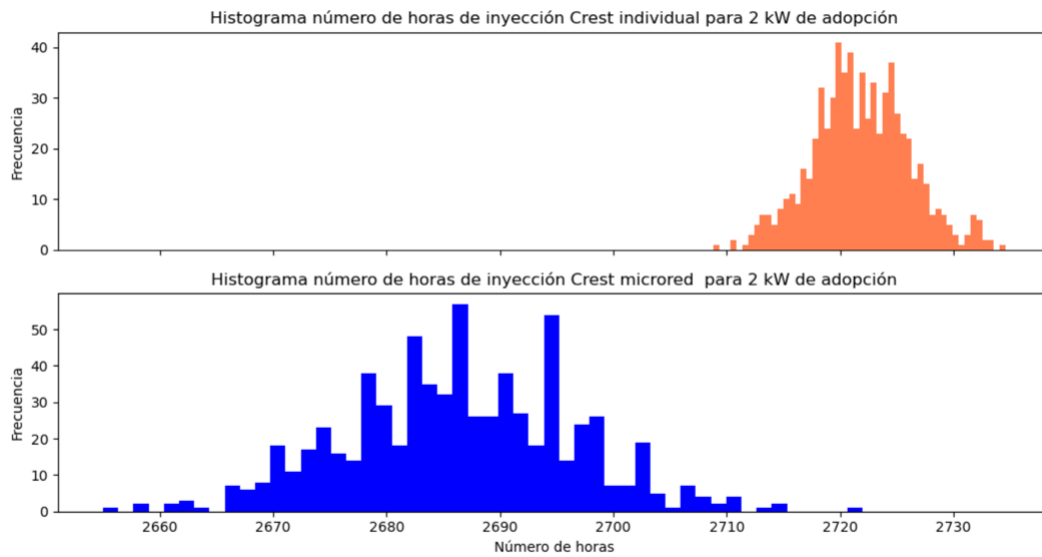 Histograma número de horas de inyección Crest individual para 2 kW de adopción
40
30
20
10
0
Frecuencia
Histograma número de horas de inyección Crest microred  para 2 kW de adopción
50
40
30
20
10
0
Frecuencia
2660 2670 2680 2690 2700 2710 2720 2730
Número de horas